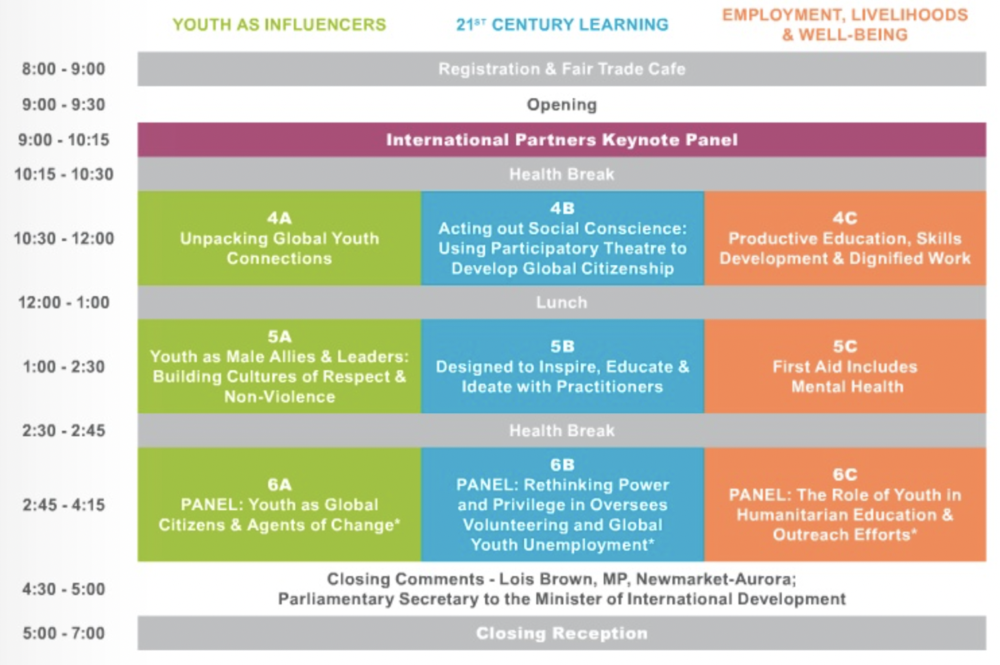 YOUTH AS INFLUENCERS
21ST CENTURY LEARNING
EMPLOYMENT, LIVELIHOODS
& WELL-BEING
8:00 - 9:00
Registration & Fair Trade Cafe
9:00 - 9:30
Opening
9:00 - 10:15
International Partners Keynote Panel
10:15 - 10:30
Health Break
10:30 - 12:00
4A
Unpacking Global Youth
Connections
4B
Acting out Social Conscience:
Using Participatory Theatre to
Develop Global Citizenship
4C
Productive Education, Skills
Development & Dignified Work
12:00 - 1:00
Lunch
1:00 - 2:30
5A
Youth as Male Allies & Leaders:
Building Cultures of Respect &
Non-Violence
5B
Designed to Inspire, Educate &
Ideate with Practitioners
5C
First Aid Includes
Mental Health
2:30 - 2:45
Health Break
2:45 - 4:15
6A
PANEL: Youth as Global
Citizens & Agents of Change*
6B
PANEL: Rethinking Power
and Privilege in Oversees
Volunteering and Global
Youth Unemployment*
6C
PANEL: The Role of Youth in
Humanitarian Education &
Outreach Efforts*
4:30 - 5:00
Closing Comments - Lois Brown, MP, Newmarket-Aurora;
Parliamentary Secretary to the Minister of International Development
5:00 - 7:00
Closing Reception